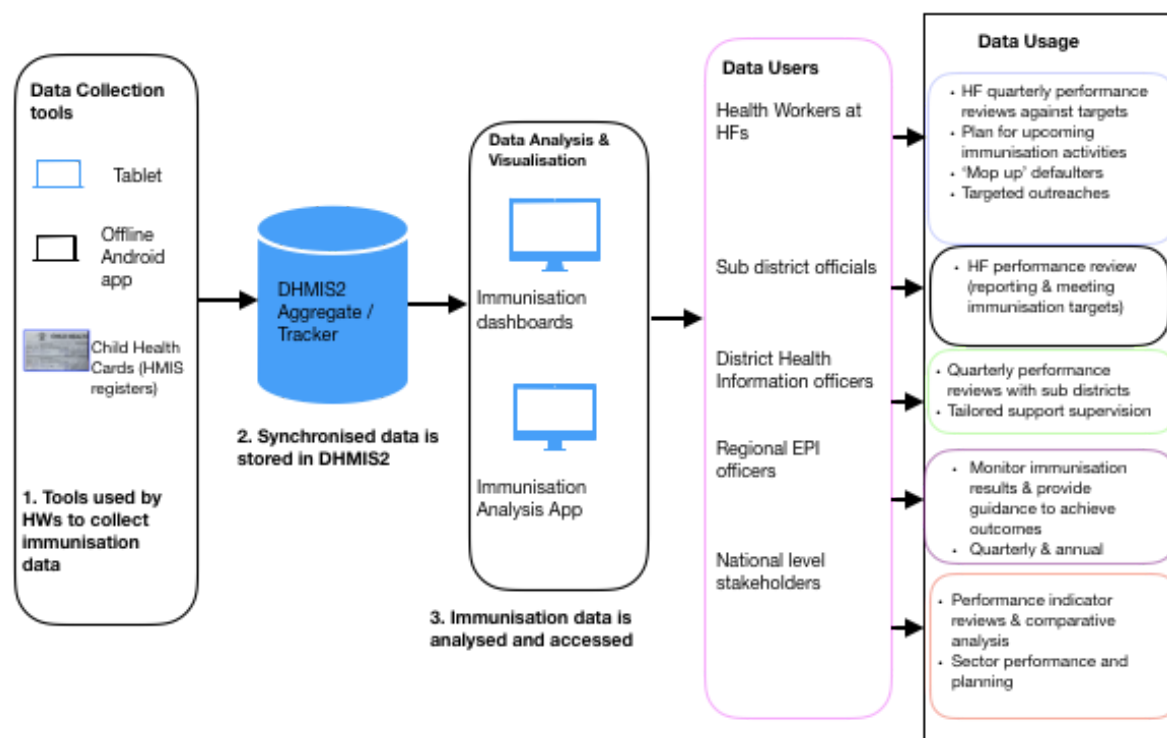 Data Collection
tools
Tablet
Offline
Android
app
Child Health
Cards (HMIS
registers)
1. Tools used by
HWs to collect
immunisation
data
DHMIS2
Aggregate /
Tracker
2. Synchronised data is
stored in DHMIS2
Data Analysis &
Visualisation
Immunisation
dashboards
Immunisation
Analysis App
3. Immunisation data is
analysed and accessed
Data Users
Health Workers at
HFs
Sub district officials
District Health
Information officers
Regional EPI
officers
National level
stakeholders
Data Usage
• HF quarterly performance
reviews against targets
• Plan for upcoming
immunisation activities
• ‘Mop up’ defaulters
• Targeted outreaches
• HF performance review
(reporting & meeting
immunisation targets)
• Quarterly performance
reviews with sub districts
• Tailored support supervision
• Monitor immunisation
results & provide
guidance to achieve
outcomes
• Quarterly & annual
• Performance indicator
reviews & comparative
analysis
• Sector performance and
planning